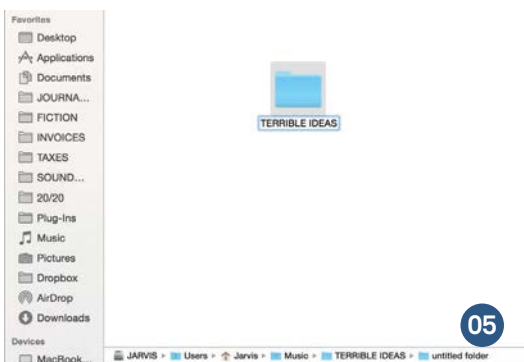 Favorites
Desktop
Applications
Documents
JOURNA...
FICTION
INVOICES
TAXES
SOUND...
20/20
Plug-Ins
Music
Pictures
Dropbox
AirDrop
Downloads
Devices
MacBook...
TERRIBLE IDEAS
05
JARVIS ▸ Users ▸ Jarvis ▸ Music ▸ TERRIBLE IDEAS ▸ untitled folder